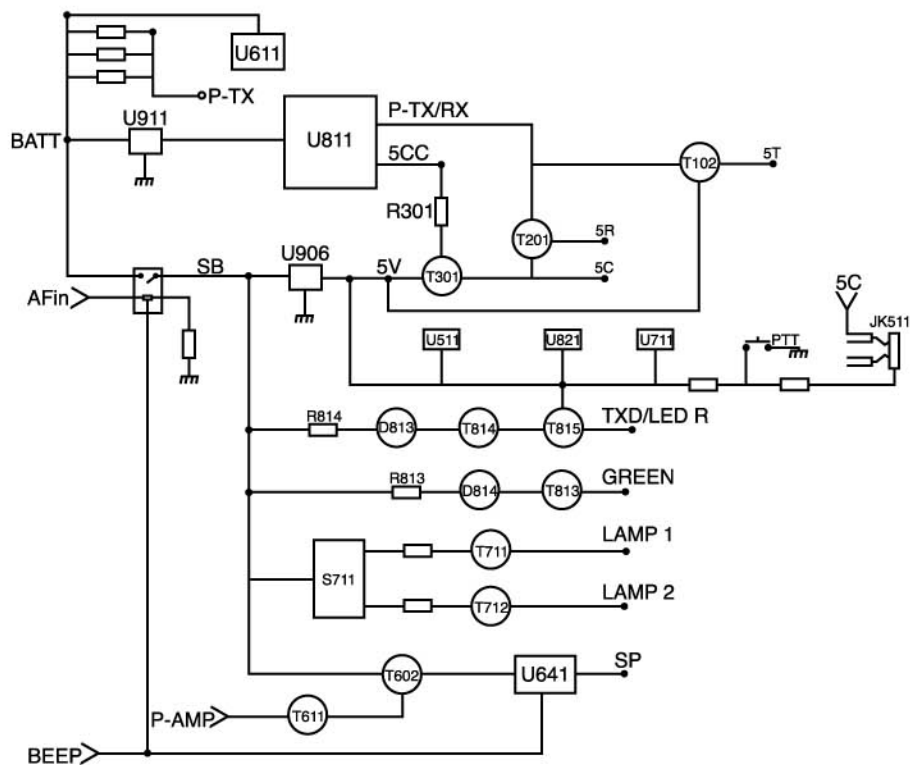 U611
P-TX
U911
BATT
U811
P-TX/RX
5CC
R301
T102
5T
T201
5R
SB
U906
5V
T301
5C
AFin
5C
JK511
U511
U821
U711
PTT
R814
D813
T814
T815
TXD/LED R
R813
D814
T813
GREEN
S711
T711
LAMP 1
T712
LAMP 2
T602
U641
SP
P-AMP
T611
BEEP